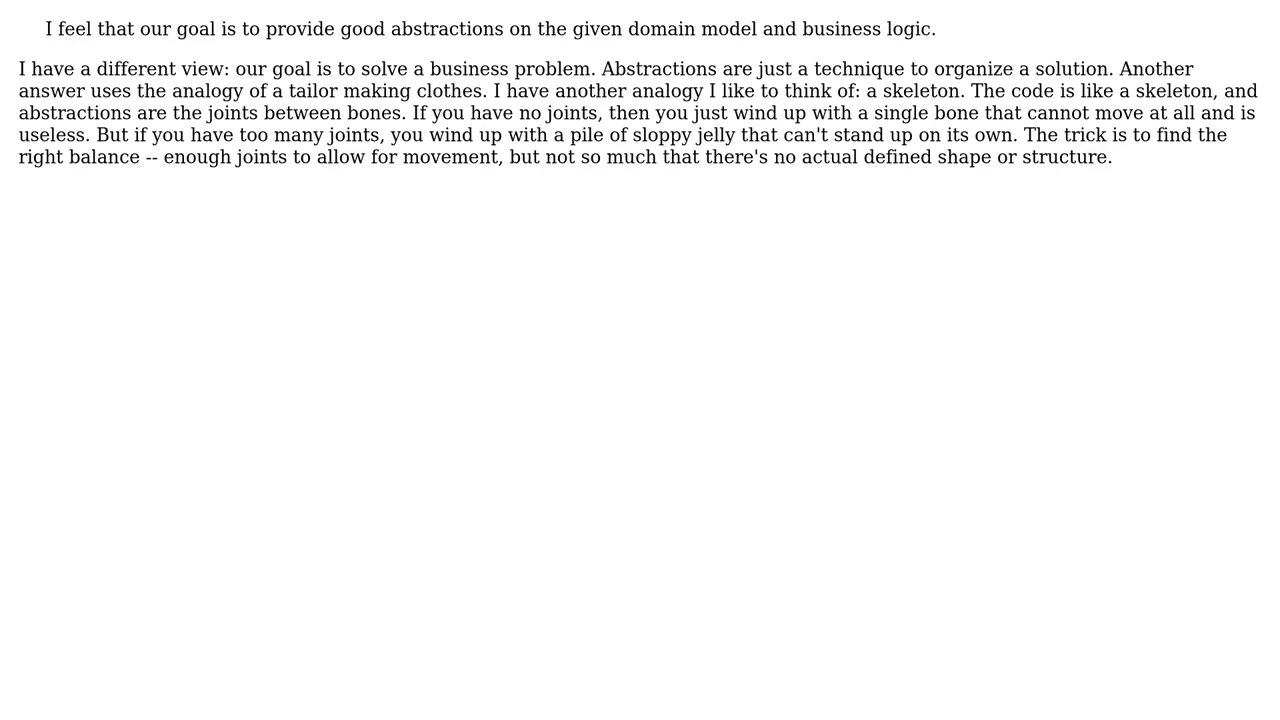 I feel that our goal is to provide good abstractions on the given domain model and business logic.
I have a different view: our goal is to solve a business problem. Abstractions are just a technique to organize a solution. Another
answer uses the analogy of a tailor making clothes. I have another analogy I like to think of: a skeleton. The code is like a skeleton, and
abstractions are the joints between bones. If you have no joints, then you just wind up with a single bone that cannot move at all and is
useless. But if you have too many joints, you wind up with a pile of sloppy jelly that can't stand up on its own. The trick is to find the
right balance -- enough joints to allow for movement, but not so much that there's no actual defined shape or structure.